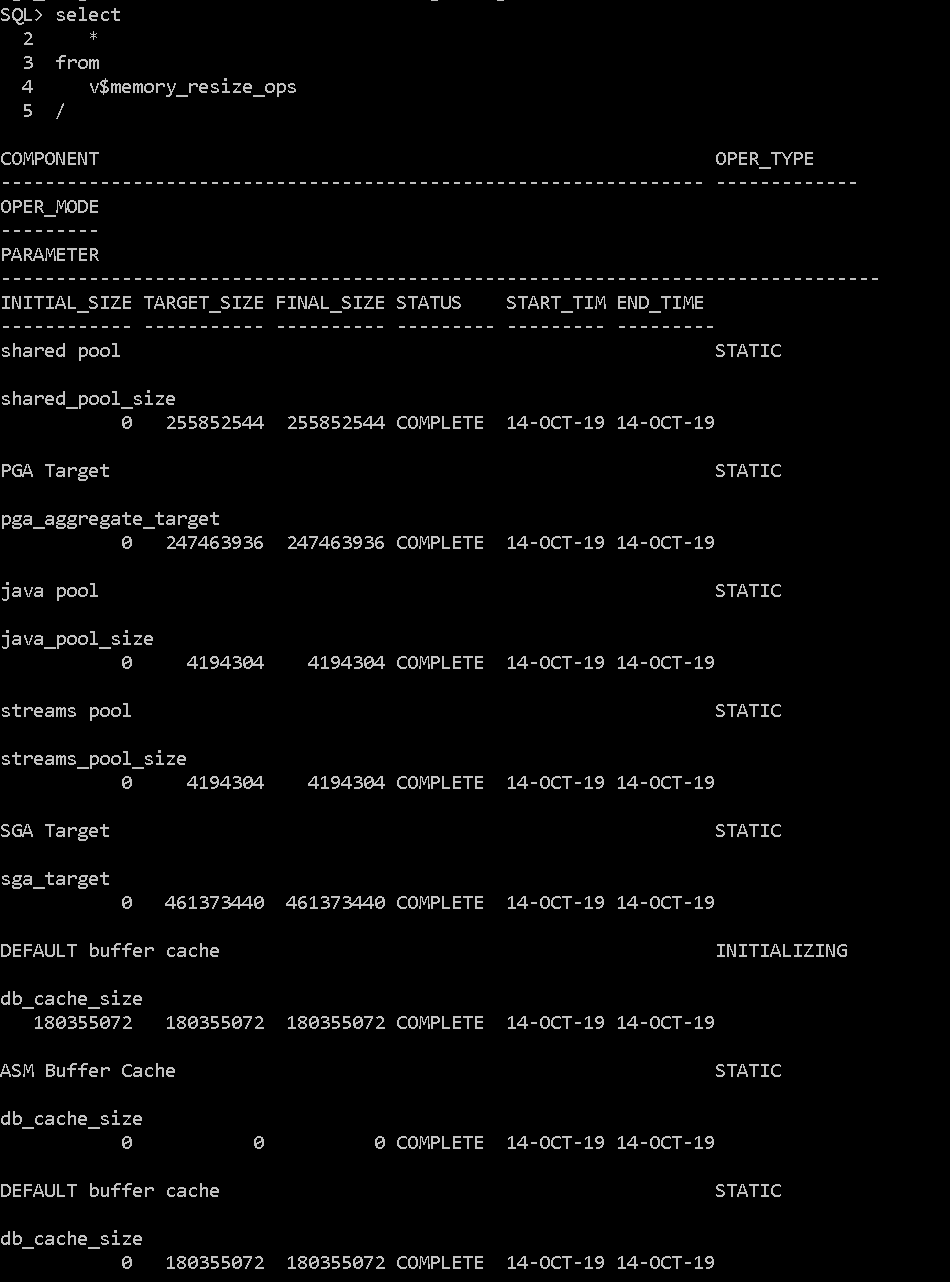 SQL> select
  2     *
  3  from
  4     v$memory_resize_ops
  5  /
COMPONENT                                                        OPER_TYPE
---------------------------------------------------------------- -------------
OPER_MODE
---------
PARAMETER
--------------------------------------------------------------------------------
INITIAL_SIZE TARGET_SIZE FINAL_SIZE STATUS    START_TIM END_TIME
------------ ----------- ---------- --------- --------- ---------
shared pool                                                      STATIC
shared_pool_size
           0   255852544  255852544 COMPLETE  14-OCT-19 14-OCT-19
PGA Target                                                       STATIC
pga_aggregate_target
           0   247463936  247463936 COMPLETE  14-OCT-19 14-OCT-19
java pool                                                        STATIC
java_pool_size
           0     4194304    4194304 COMPLETE  14-OCT-19 14-OCT-19
streams pool                                                     STATIC
streams_pool_size
           0     4194304    4194304 COMPLETE  14-OCT-19 14-OCT-19
SGA Target                                                       STATIC
sga_target
           0   461373440  461373440 COMPLETE  14-OCT-19 14-OCT-19
DEFAULT buffer cache                                             INITIALIZING
db_cache_size
   180355072   180355072  180355072 COMPLETE  14-OCT-19 14-OCT-19
ASM Buffer Cache                                                 STATIC
db_cache_size
           0           0          0 COMPLETE  14-OCT-19 14-OCT-19
DEFAULT buffer cache                                             STATIC
db_cache_size
           0   180355072  180355072 COMPLETE  14-OCT-19 14-OCT-19